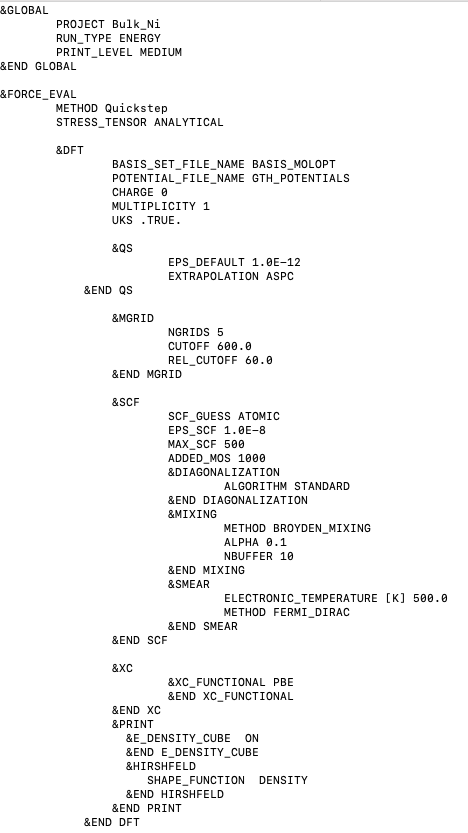 &GLOBAL
PROJECT Bulk_Ni
RUN_TYPE ENERGY
PRINT_LEVEL MEDIUM
&END GLOBAL
&FORCE_EVAL
METHOD Quickstep
STRESS_TENSOR ANALYTICAL
&DFT
BASIS_SET_FILE_NAME BASIS_MOLOPT
POTENTIAL_FILE_NAME GTH_POTENTIALS
CHARGE 0
MULTIPLICITY 1
UKS .TRUE.
&QS
EPS_DEFAULT 1.0E-12
EXTRAPOLATION ASPC
&END QS
&MGRID
NGRIDS 5
CUTOFF 600.0
REL_CUTOFF 60.0
&END MGRID
&SCF
SCF_GUESS ATOMIC
EPS_SCF 1.0E-8
MAX_SCF 500
ADDED_MOS 1000
&DIAGONALIZATION
ALGORITHM STANDARD
&END DIAGONALIZATION
&MIXING
METHOD BROYDEN_MIXING
ALPHA 0.1
NBUFFER 10
&END MIXING
&SMEAR
ELECTRONIC_TEMPERATURE [K] 500.0
METHOD FERMI_DIRAC
&END SMEAR
&END SCF
&XC
&XC_FUNCTIONAL PBE
&END XC_FUNCTIONAL
&END XC
&PRINT
&E_DENSITY_CUBE  ON
&END E_DENSITY_CUBE
&HIRSHFELD
SHAPE_FUNCTION  DENSITY
&END HIRSHFELD
&END PRINT
&END DFT